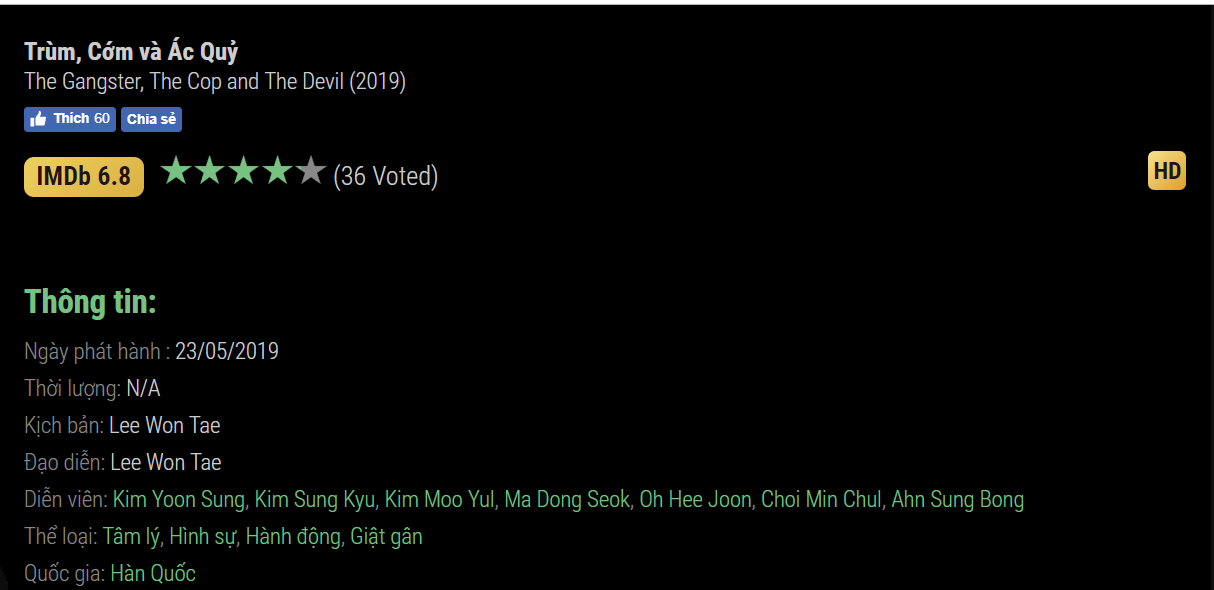 Trùm, Cớm và Ác Quỷ
The Gangster, The Cop and The Devil (2019)
Thích 60 Chia sẻ
IMDb 6.8 (36 Voted) HD
Thông tin:
Ngày phát hành : 23/05/2019
Thời lượng: N/A
Kịch bản: Lee Won Tae
Đạo diễn: Lee Won Tae
Diễn viên: Kim Yoon Sung, Kim Sung Kyu, Kim Moo Yul, Ma Dong Seok, Oh Hee Joon, Choi Min Chul, Ahn Sung Bong
Thể loại: Tâm lý, Hình sự, Hành động, Giật gân
Quốc gia: Hàn Quốc